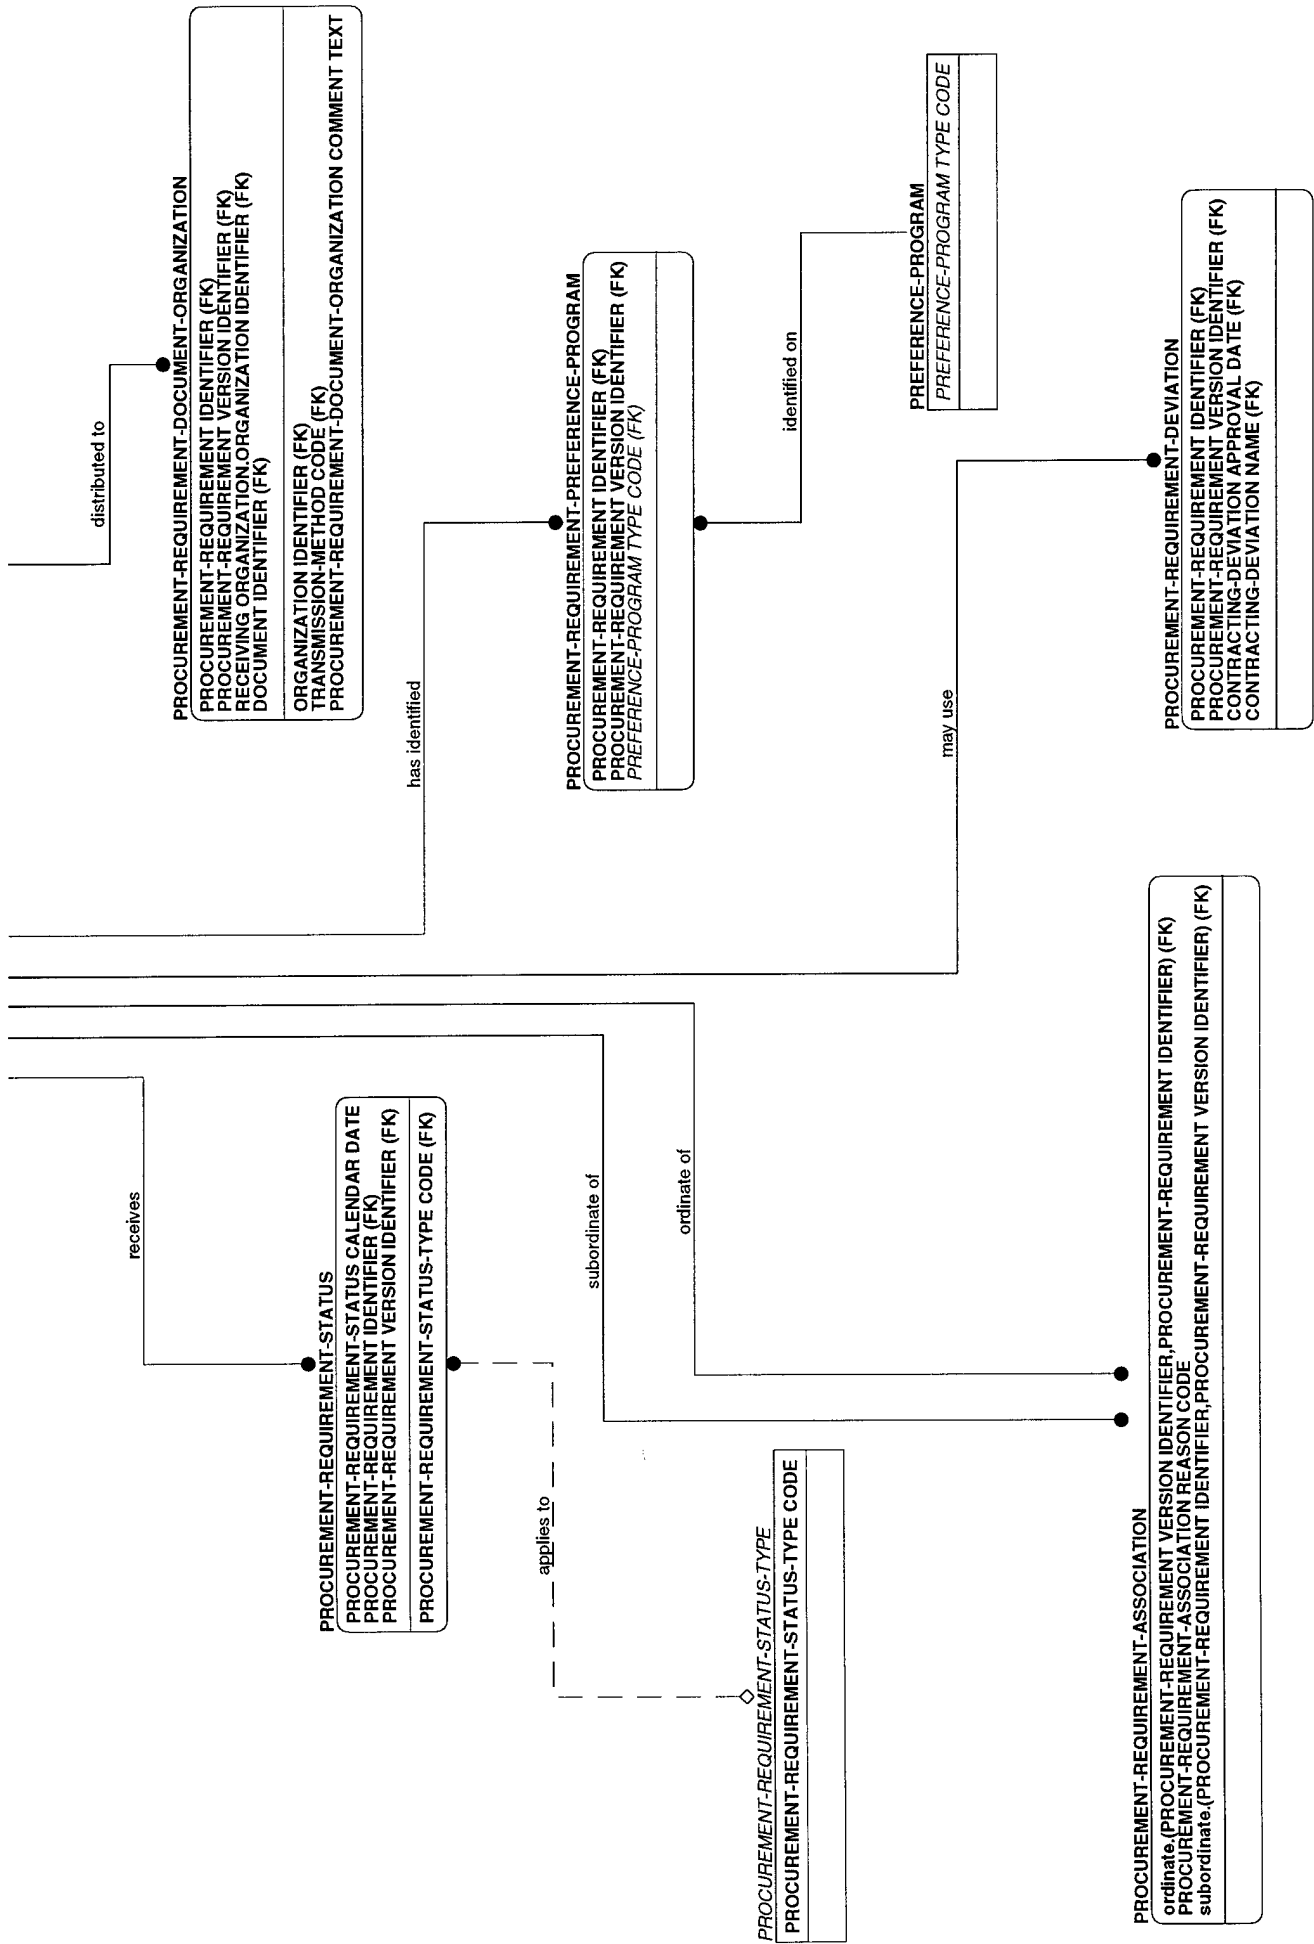 receives
PROCUREMENT-REQUIREMENT-STATUS
PROCUREMENT-REQUIREMENT-STATUS CALENDAR DATE
PROCUREMENT-REQUIREMENT IDENTIFIER (FK)
PROCUREMENT-REQUIREMENT VERSION IDENTIFIER (FK)
PROCUREMENT-REQUIREMENT-STATUS-TYPE CODE (FK)
applies to
PROCUREMENT-REQUIREMENT-STATUS-TYPE
PROCUREMENT-REQUIREMENT-STATUS-TYPE CODE
subordinate of
ordinate of
PROCUREMENT-REQUIREMENT-ASSOCIATION
ordinate.(PROCUREMENT-REQUIREMENT VERSION IDENTIFIER,PROCUREMENT-REQUIREMENT IDENTIFIER) (FK)
PROCUREMENT-REQUIREMENT-ASSOCIATION REASON CODE
subordinate.(PROCUREMENT-REQUIREMENT IDENTIFIER,PROCUREMENT-REQUIREMENT VERSION IDENTIFIER) (FK)
distributed to
PROCUREMENT-REQUIREMENT-DOCUMENT-ORGANIZATION
PROCUREMENT-REQUIREMENT IDENTIFIER (FK)
PROCUREMENT-REQUIREMENT VERSION IDENTIFIER (FK)
RECEIVING ORGANIZATION.ORGANIZATION IDENTIFIER (FK)
DOCUMENT IDENTIFIER (FK)
ORGANIZATION IDENTIFIER (FK)
TRANSMISSION-METHOD CODE (FK)
PROCUREMENT-REQUIREMENT-DOCUMENT-ORGANIZATION COMMENT TEXT
has identified
PROCUREMENT-REQUIREMENT-PREFERENCE-PROGRAM
PROCUREMENT-REQUIREMENT IDENTIFIER (FK)
PROCUREMENT-REQUIREMENT VERSION IDENTIFIER (FK)
PREFERENCE-PROGRAM TYPE CODE (FK)
identified on
PREFERENCE-PROGRAM
PREFERENCE-PROGRAM TYPE CODE
may use
PROCUREMENT-REQUIREMENT-DEVIATION
PROCUREMENT-REQUIREMENT IDENTIFIER (FK)
PROCUREMENT-REQUIREMENT VERSION IDENTIFIER (FK)
CONTRACTING-DEVIATION APPROVAL DATE (FK)
CONTRACTING-DEVIATION NAME (FK)